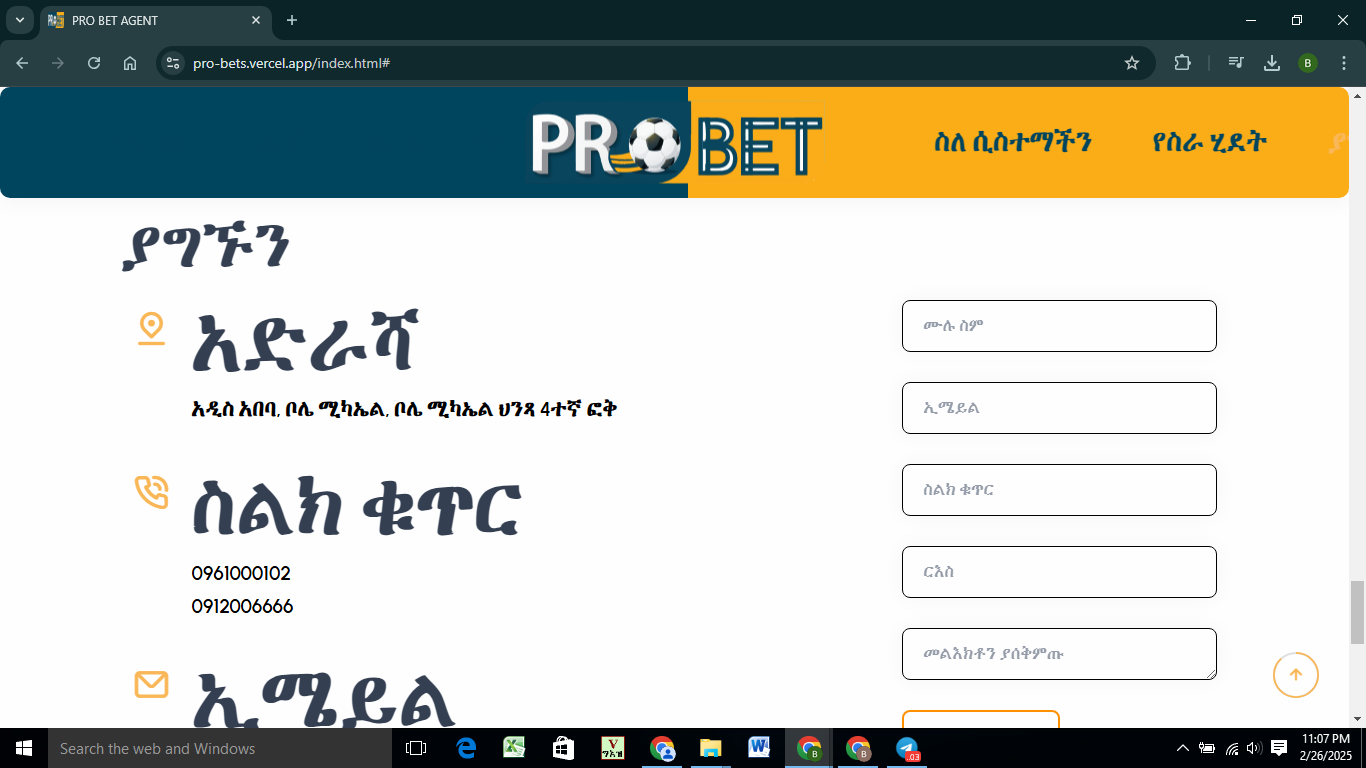 PRO BET AGENT
pro-bets.vercel.app/index.html#
B
PRO BET
ስለ ሲስተማችን
የስራ ሂደት
ያግኙን
አድራሻ
አዲስ አበባ, ቦሌ ሚካኤል, ቦሌ ሚካኤል ህንጻ 4ተኛ ፎቅ
ስልክ ቁጥር
0961000102
0912006666
ኢሜይል
ሙሉ ስም
ኢሜይል
ስልክ ቁጥር
ርእስ
መልእክቶን ያሰቅምጡ
Search the web and Windows
11:07 PM
2/26/2025